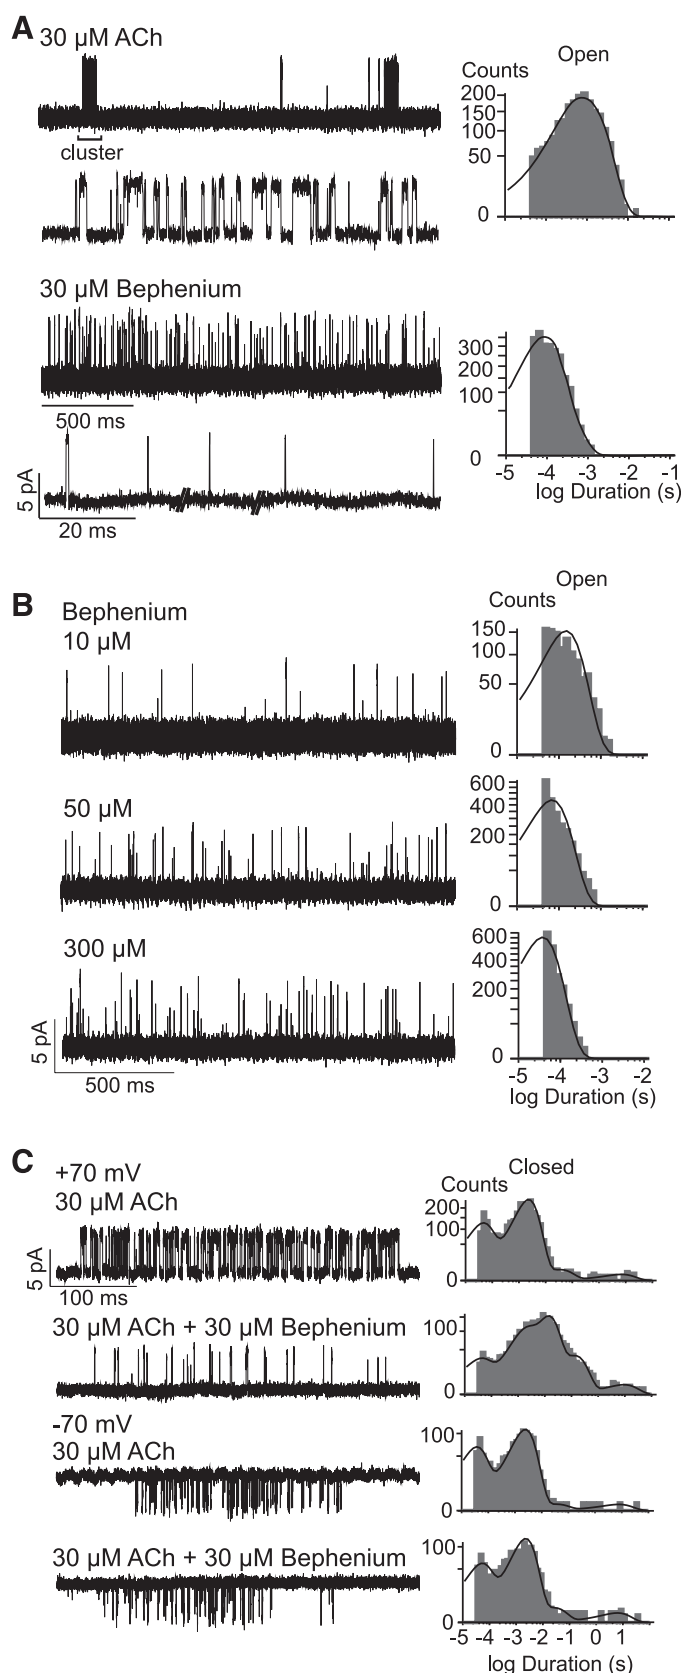 A
30 µM ACh
Open
Counts
200
150
100
50
0
cluster
30 µM Bephenium
300
200
100
0
500 ms
-5 -4 -3 -2 -1
log Duration (s)
5 pA
20 ms
B
Open
Counts
Bephenium
10 µM
150
100
50
0
50 µM
600
400
200
0
300 µM
600
400
200
0
5 pA
500 ms
-5 -4 -3 -2
log Duration (s)
C
+70 mV
30 µM ACh
Closed
Counts
200
100
0
5 pA
100 ms
30 µM ACh + 30 µM Bephenium
100
0
-70 mV
30 µM ACh
100
0
30 µM ACh + 30 µM Bephenium
100
0
-5 -4 -3 -2 -1 0 1
log Duration (s)